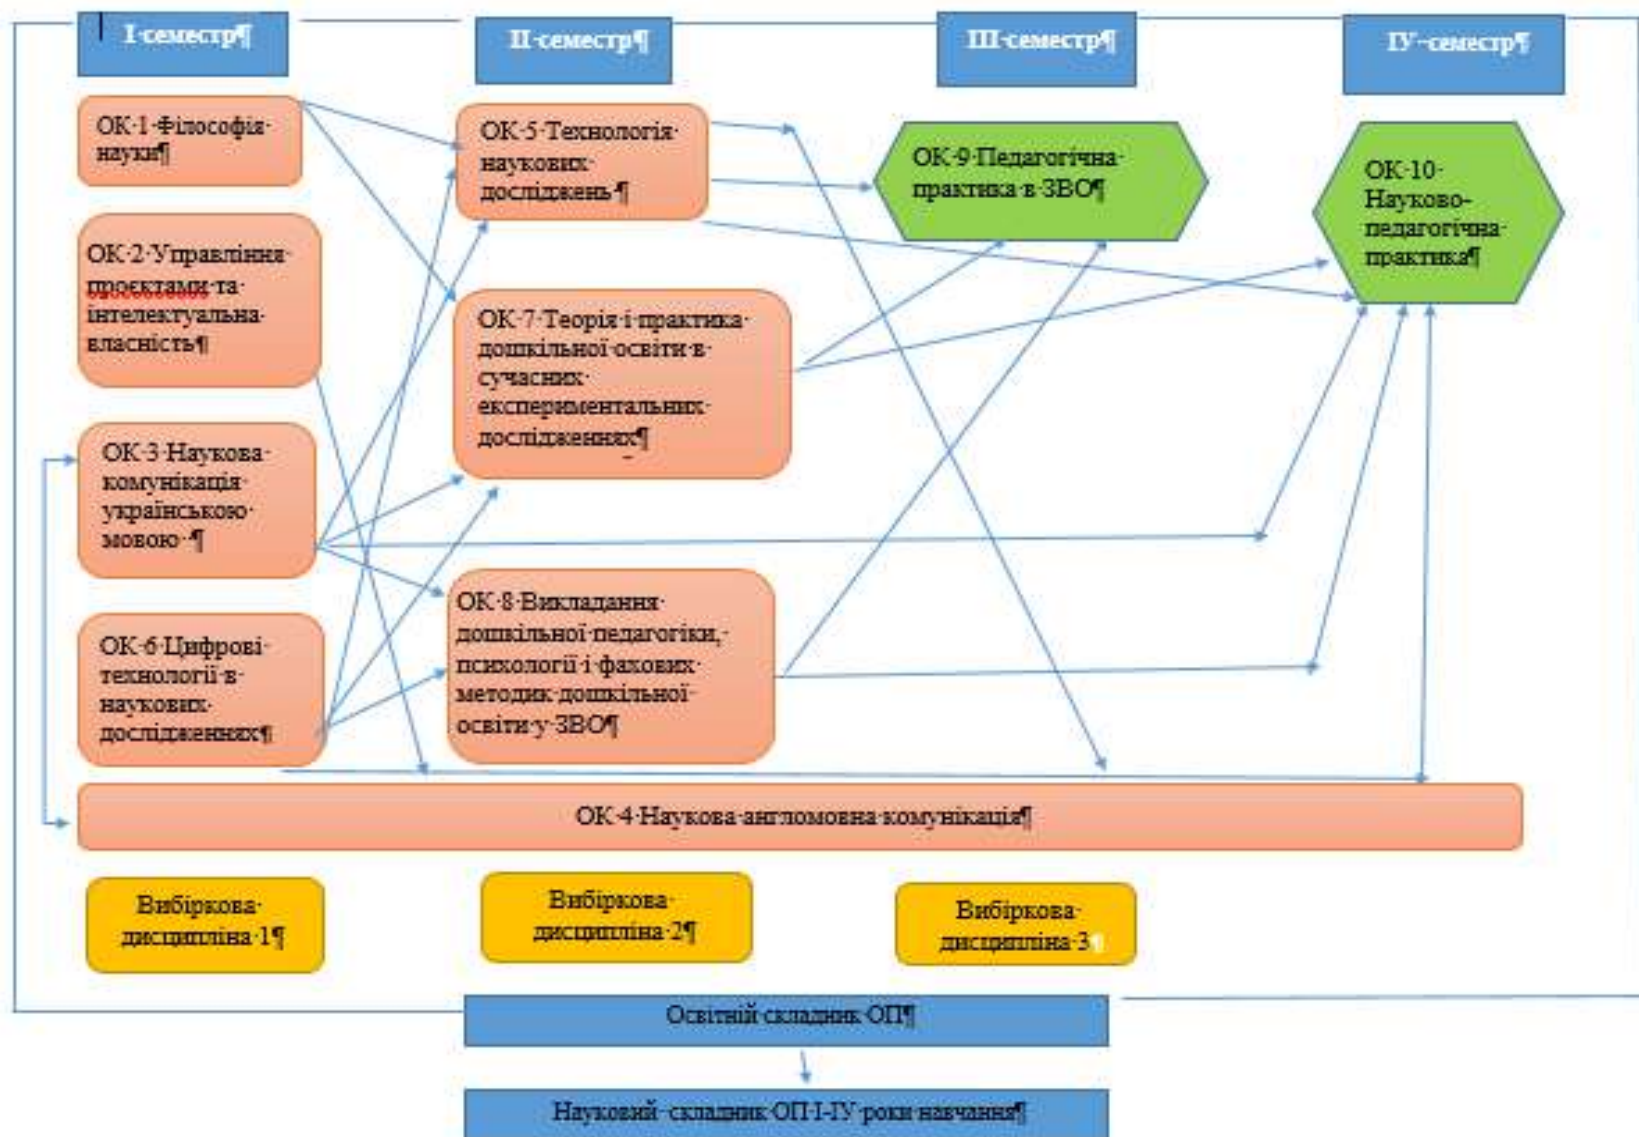 І семестр¶
ІІ·семестр¶
ІІІ·семестр¶
ІУ·-семестр¶
ОК·1·Філософія·
науки¶
ОК·2·Управління·
проєктами·та·
інтелектуальна·
власність¶
ОК·3·Наукова·
комунікація·
українською·
мовою·¶
ОК·6·Цифрові·
технології·в·
наукових·
дослідженнях¶
ОК·5·Технологія·
наукових·
досліджень·¶
ОК·7·Теорія·і·практика·
дошкільної·освіти·в·
сучасних·
експериментальних·
дослідженнях¶
ОК·8·Викладання·
дошкільної·педагогіки,·
психології·і·фахових·
методик·дошкільної·
освіти·у·ЗВО¶
ОК·9·Педагогічна·
практика·в·ЗВО¶
ОК·10·
Науково-
педагогічна·
практика¶
ОК·4·Наукова·англомовна·комунікація¶
Вибіркова·
дисципліна·1¶
Вибіркова·
дисципліна·2¶
Вибіркова·
дисципліна·3¶
Освітній·складник·ОП¶
Науковий··складник·ОП·І-ІУ·роки·навчання¶